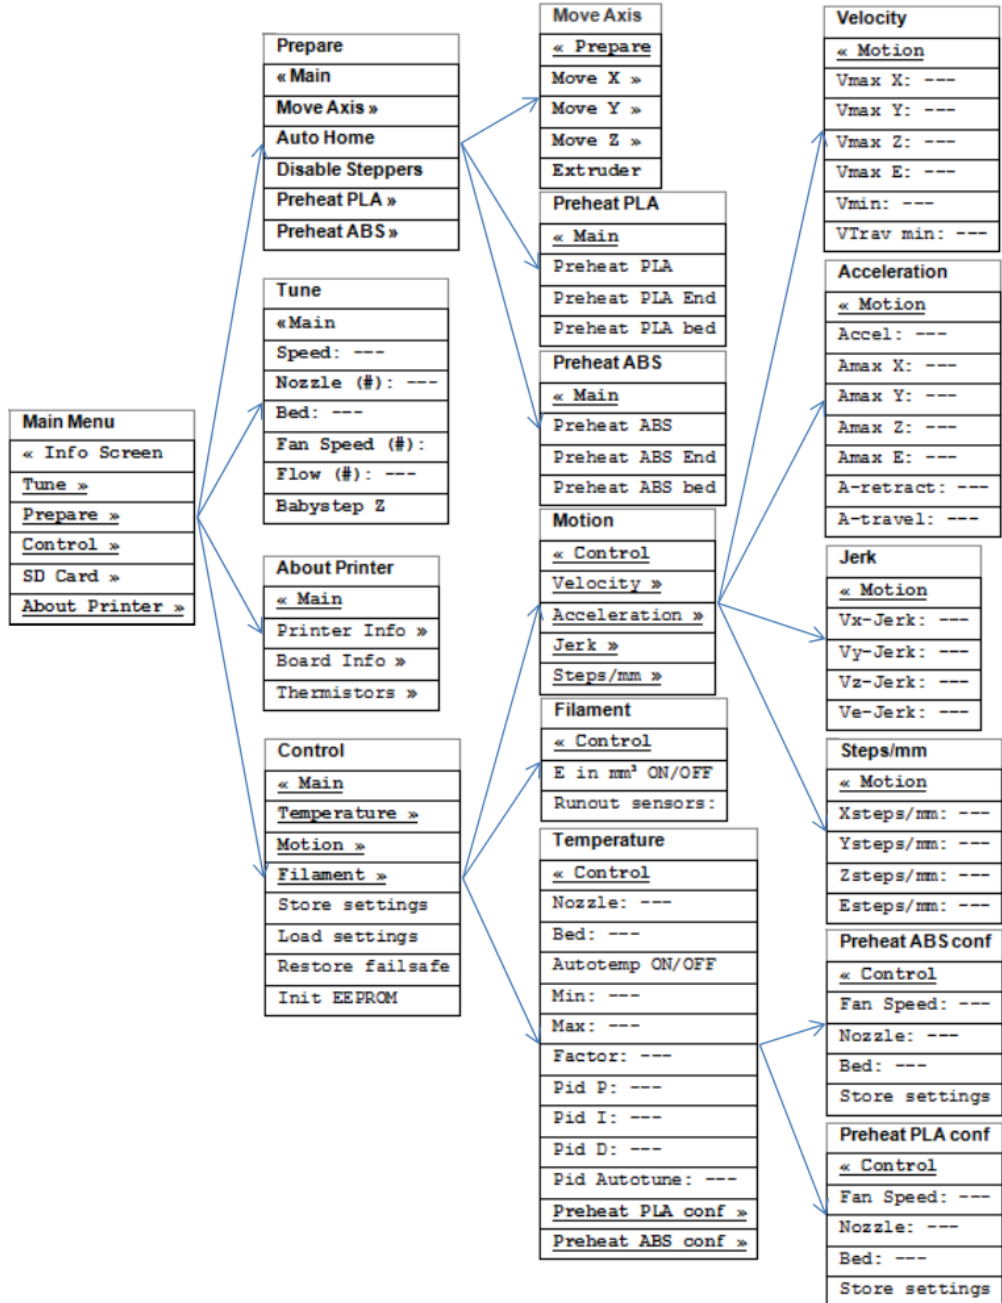 Main Menu
« Info Screen
Tune »
Prepare »
Control »
SD Card »
About Printer »
Prepare
« Main
Move Axis »
Auto Home
Disable Steppers
Preheat PLA »
Preheat ABS »
Tune
«Main
Speed: ---
Nozzle (#): ---
Bed: ---
Fan Speed (#):
Flow (#): ---
Babystep Z
About Printer
« Main
Printer Info »
Board Info »
Thermistors »
Control
« Main
Temperature »
Motion »
Filament »
Store settings
Load settings
Restore failsafe
Init EEPROM
Move Axis
« Prepare
Move X »
Move Y »
Move Z »
Extruder
Preheat PLA
« Main
Preheat PLA
Preheat PLA End
Preheat PLA bed
Preheat ABS
« Main
Preheat ABS
Preheat ABS End
Preheat ABS bed
Motion
« Control
Velocity »
Acceleration »
Jerk »
Steps/mm »
Filament
« Control
E in mm³ ON/OFF
Runout sensors:
Temperature
« Control
Nozzle: ---
Bed: ---
Autotemp ON/OFF
Min: ---
Max: ---
Factor: ---
Pid P: ---
Pid I: ---
Pid D: ---
Pid Autotune: ---
Preheat PLA conf »
Preheat ABS conf »
Velocity
« Motion
Vmax X: ---
Vmax Y: ---
Vmax Z: ---
Vmax E: ---
Vmin: ---
VTrav min: ---
Acceleration
« Motion
Accel: ---
Amax X: ---
Amax Y: ---
Amax Z: ---
Amax E: ---
A-retract: ---
A-travel: ---
Jerk
« Motion
Vx-Jerk: ---
Vy-Jerk: ---
Vz-Jerk: ---
Ve-Jerk: ---
Steps/mm
« Motion
Xsteps/mm: ---
Ysteps/mm: ---
Zsteps/mm: ---
Esteps/mm: ---
Preheat ABS conf
« Control
Fan Speed: ---
Nozzle: ---
Bed: ---
Store settings
Preheat PLA conf
« Control
Fan Speed: ---
Nozzle: ---
Bed: ---
Store settings